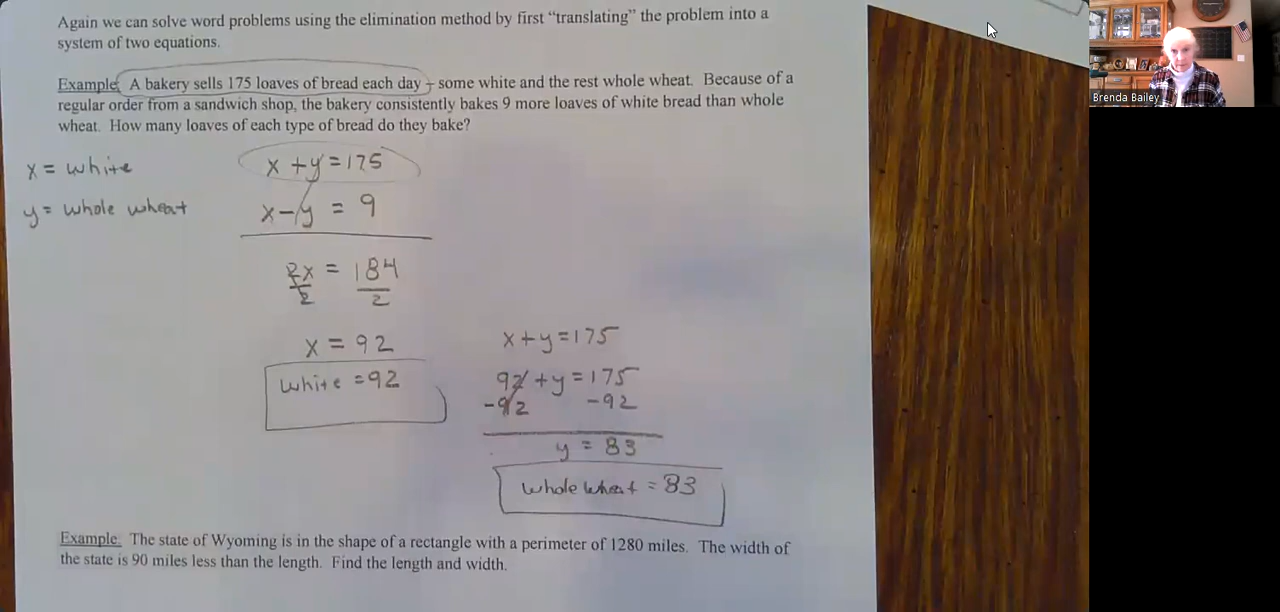 Again we can solve word problems using the elimination method by first “translating” the problem into a
system of two equations.
Example: A bakery sells 175 loaves of bread each day – some white and the rest whole wheat. Because of a
regular order from a sandwich shop, the bakery consistently bakes 9 more loaves of white bread than whole
wheat. How many loaves of each type of bread do they bake?
x = white
y = whole wheat
x + y = 175
x - y = 9
2x = 184
2 2
x = 92
white = 92
x + y = 175
92 + y = 175
-92 -92
y = 83
whole wheat = 83
Example: The state of Wyoming is in the shape of a rectangle with a perimeter of 1280 miles. The width of
the state is 90 miles less than the length. Find the length and width.
Brenda Bailey